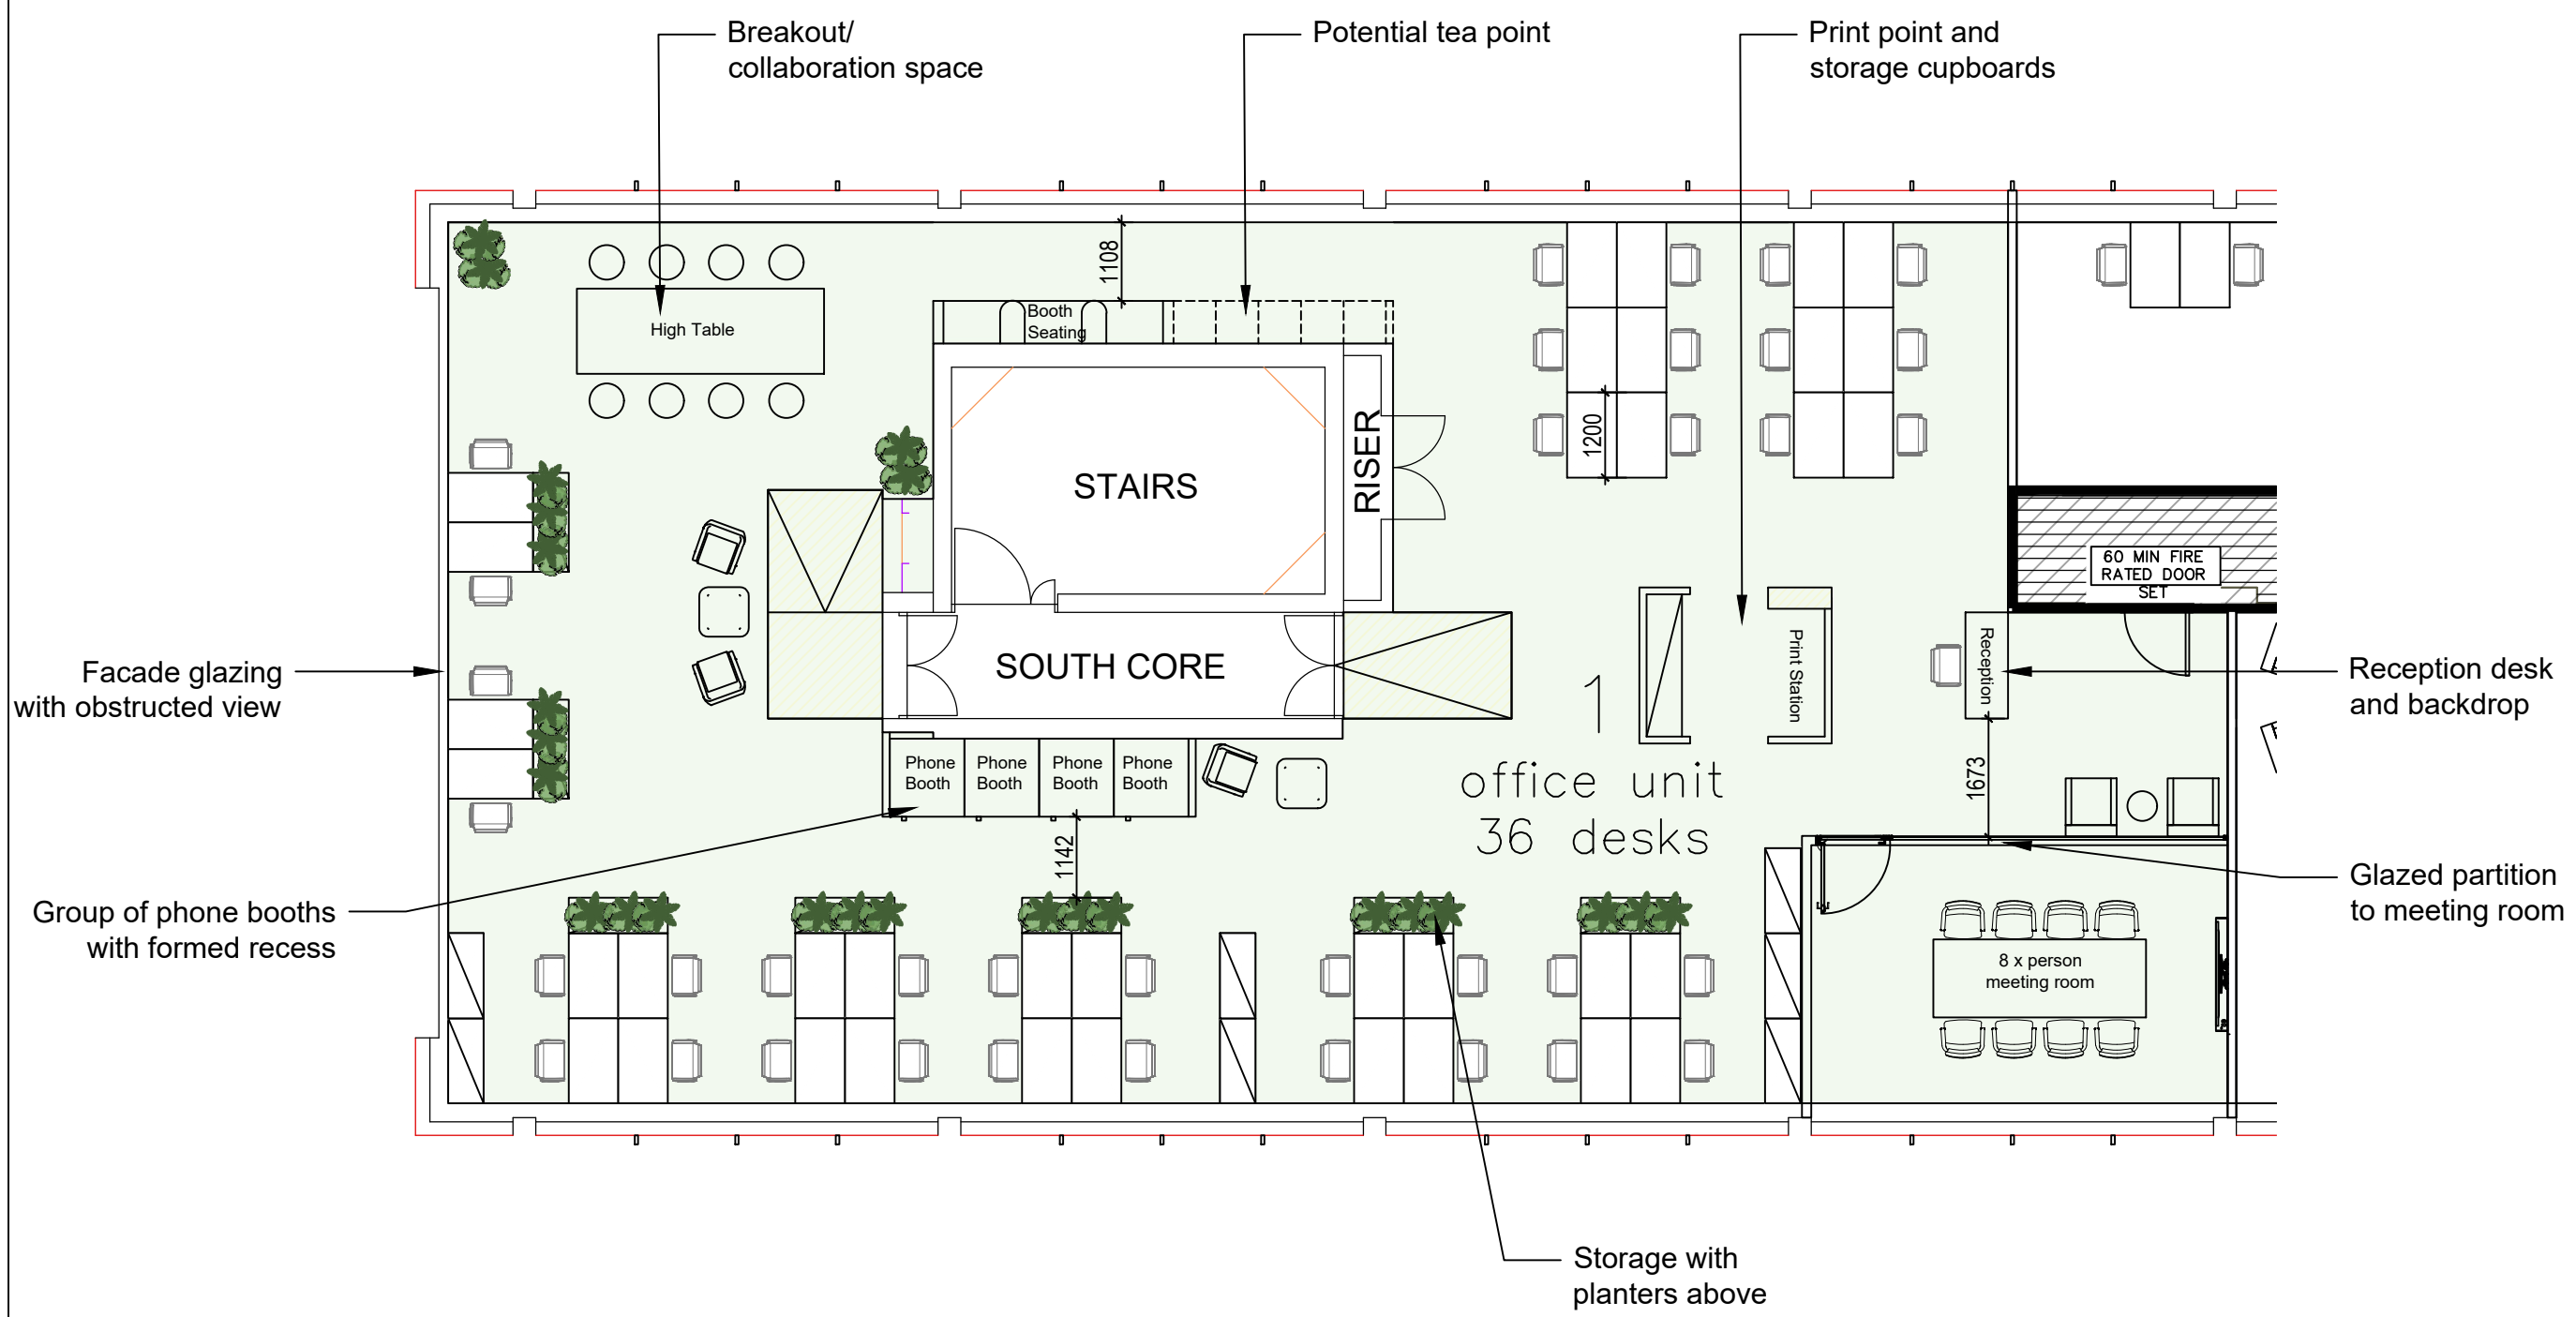 Breakout/
collaboration space
Potential tea point
Print point and
storage cupboards
1108
Booth
Seating
High Table
STAIRS
RISER
1200
60 MIN FIRE
RATED DOOR
SET
Facade glazing
with obstructed view
SOUTH CORE
Print Station
Reception
Reception desk
and backdrop
1
office unit
36 desks
Phone
Booth
Phone
Booth
Phone
Booth
Phone
Booth
1673
1142
Group of phone booths
with formed recess
Glazed partition
to meeting room
8 x person
meeting room
Storage with
planters above